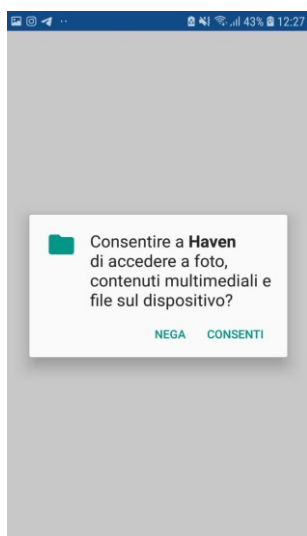 43% 12:27
Consentire a Haven
di accedere a foto,
contenuti multimediali e
file sul dispositivo?
NEGA CONSENTI